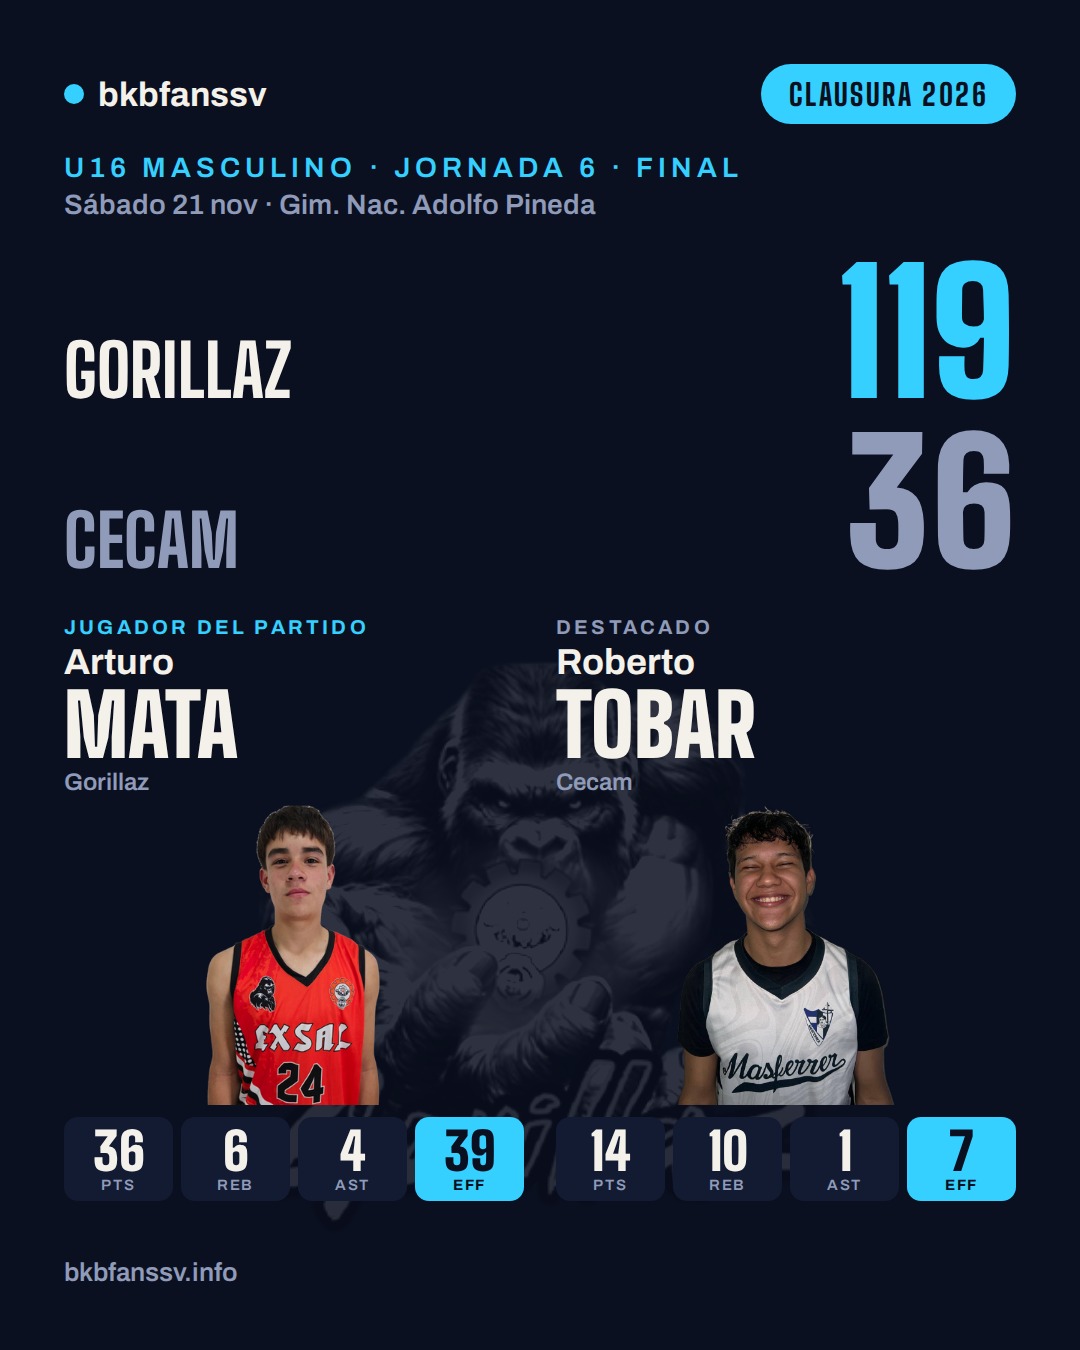 bkbfanssv
CLAUSURA 2026
U16 MASCULINO · JORNADA 6 · FINAL
Sábado 21 nov · Gim. Nac. Adolfo Pineda
GORILLAZ
119
CECAM
36
JUGADOR DEL PARTIDO
Arturo
MATA
Gorillaz
DESTACADO
Roberto
TOBAR
Cecam
EXSAL
24
Masferrer
36
PTS
6
REB
4
AST
39
EFF
14
PTS
10
REB
1
AST
7
EFF
bkbfanssv.info